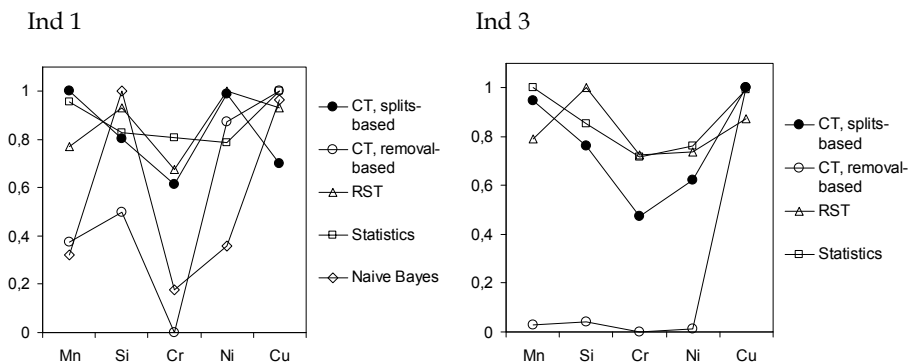 Ind 1
1
0,8
0,6
0,4
0,2
0
Mn Si Cr Ni Cu
CT, splits-
based
CT, removal-
based
RST
Statistics
Naive Bayes
Ind 3
1
0,8
0,6
0,4
0,2
0
Mn Si Cr Ni Cu
CT, splits-
based
CT, removal-
based
RST
Statistics